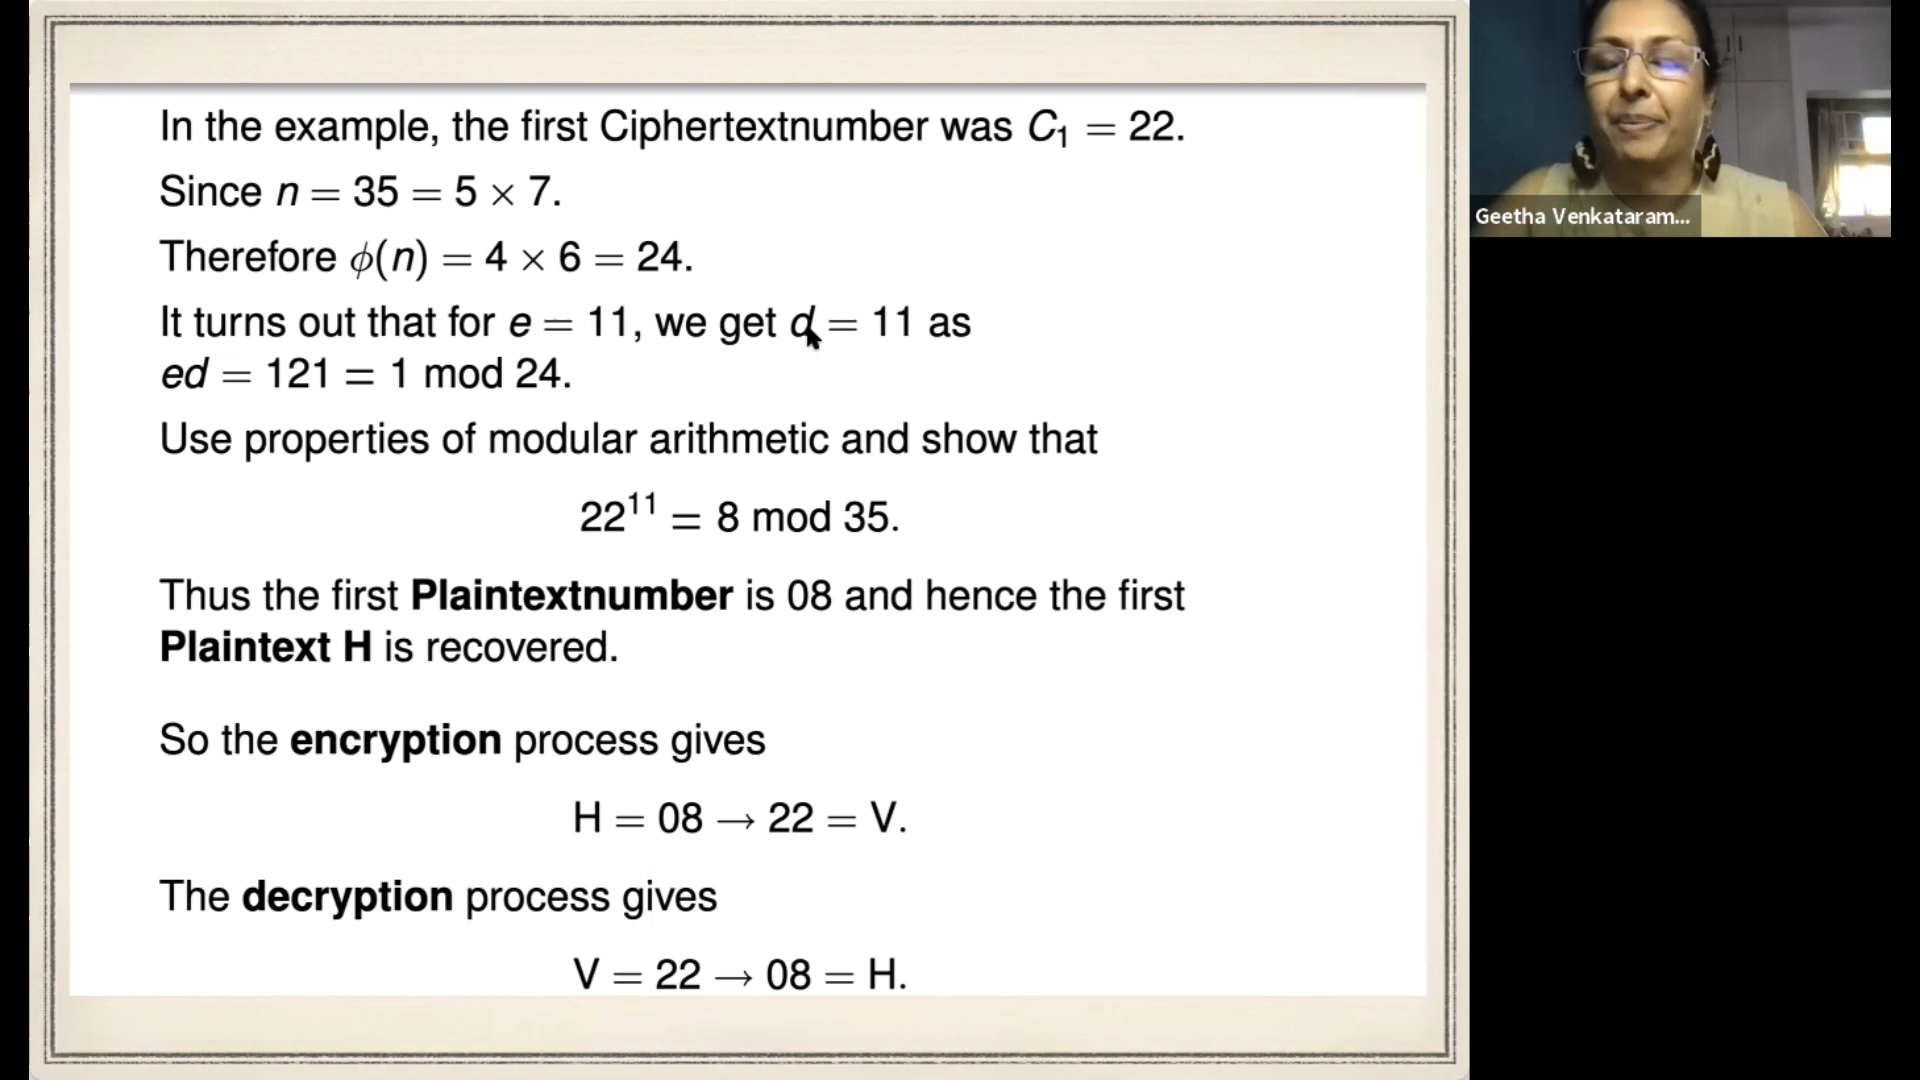 In the example, the first Ciphertextnumber was C₁ = 22.
Since n = 35 = 5 × 7.
Therefore ϕ(n) = 4 × 6 = 24.
It turns out that for e = 11, we get d = 11 as
ed = 121 = 1 mod 24.
Use properties of modular arithmetic and show that
22¹¹ = 8 mod 35.
Thus the first Plaintextnumber is 08 and hence the first
Plaintext H is recovered.
So the encryption process gives
H = 08 → 22 = V.
The decryption process gives
V = 22 → 08 = H.
Geetha Venkataram...